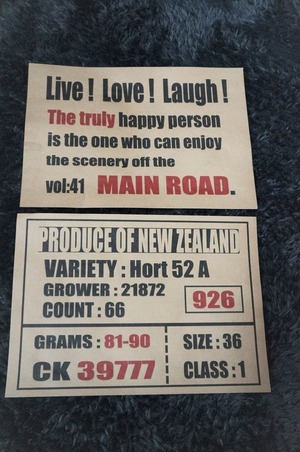 Live! Love! Laugh!
The truly happy person
is the one who can enjoy
the scenery off the
vol:41 MAIN ROAD.
PRODUCE OF NEW ZEALAND
VARIETY : Hort 52 A
GROWER : 21872
COUNT : 66
926
GRAMS : 81-90
CK 39777
SIZE : 36
CLASS : 1